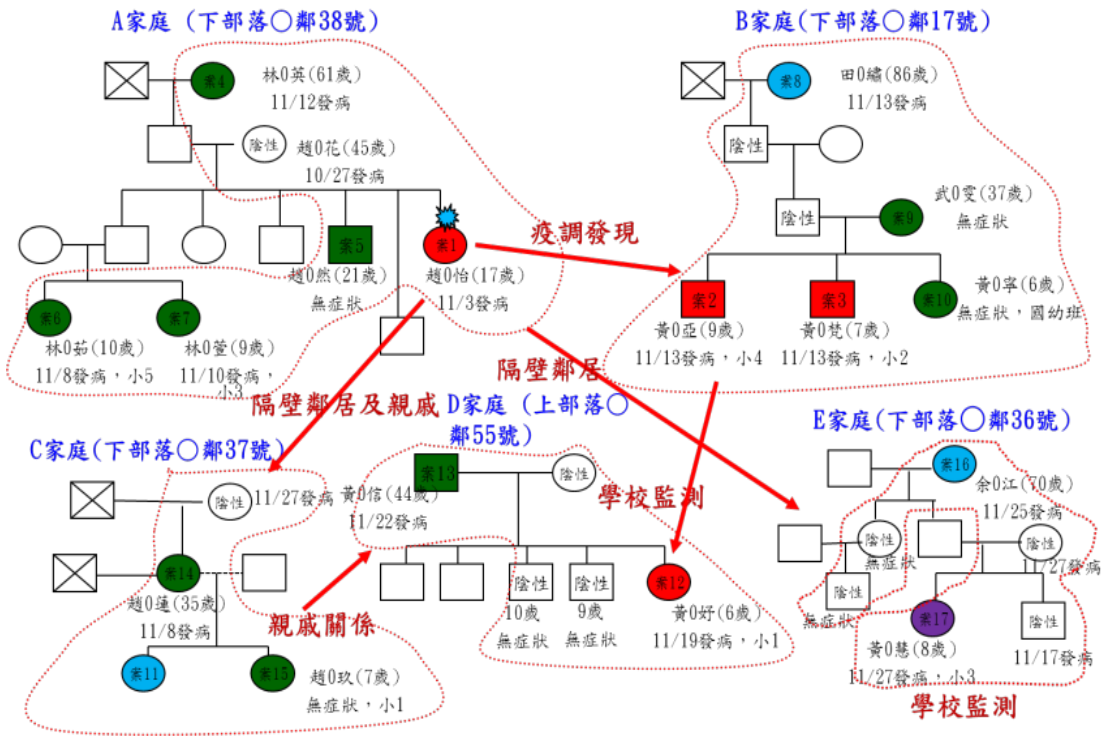 A家庭 (下部落○鄰38號)
案4
林0英(61歲)
11/12發病
陰性
趙0花(45歲)
10/27發病
案5
趙0然(21歲)
無症狀
案1
趙0怡(17歲)
11/3發病
案6
林0茹(10歲)
11/8發病，小5
案7
林0萱(9歲)
11/10發病，
小3
疫調發現
B家庭(下部落○鄰17號)
案8
田0繡(86歲)
11/13發病
陰性
陰性
案9
武0雯(37歲)
無症狀
案2
黃0亞(9歲)
11/13發病，小4
案3
黃0梵(7歲)
11/13發病，小2
案10
黃0寧(6歲)
無症狀，國幼班
隔壁鄰居
隔壁鄰居及親戚
C家庭(下部落○鄰37號)
陰性
11/27發病
案14
趙0蓮(35歲)
11/8發病
案11
案15
趙0玖(7歲)
無症狀，小1
親戚關係
D家庭 (上部落○
鄰55號)
案13
黃0信(44歲)
11/22發病
陰性
學校監測
陰性
10歲
無症狀
陰性
9歲
無症狀
案12
黃0妤(6歲)
11/19發病，小1
E家庭(下部落○鄰36號)
案16
余0江(70歲)
11/25發病
陰性
無症狀
陰性
11/27發病
陰性
無症狀
案17
黃0慧(8歲)
11/27發病，小3
陰性
11/17發病
學校監測